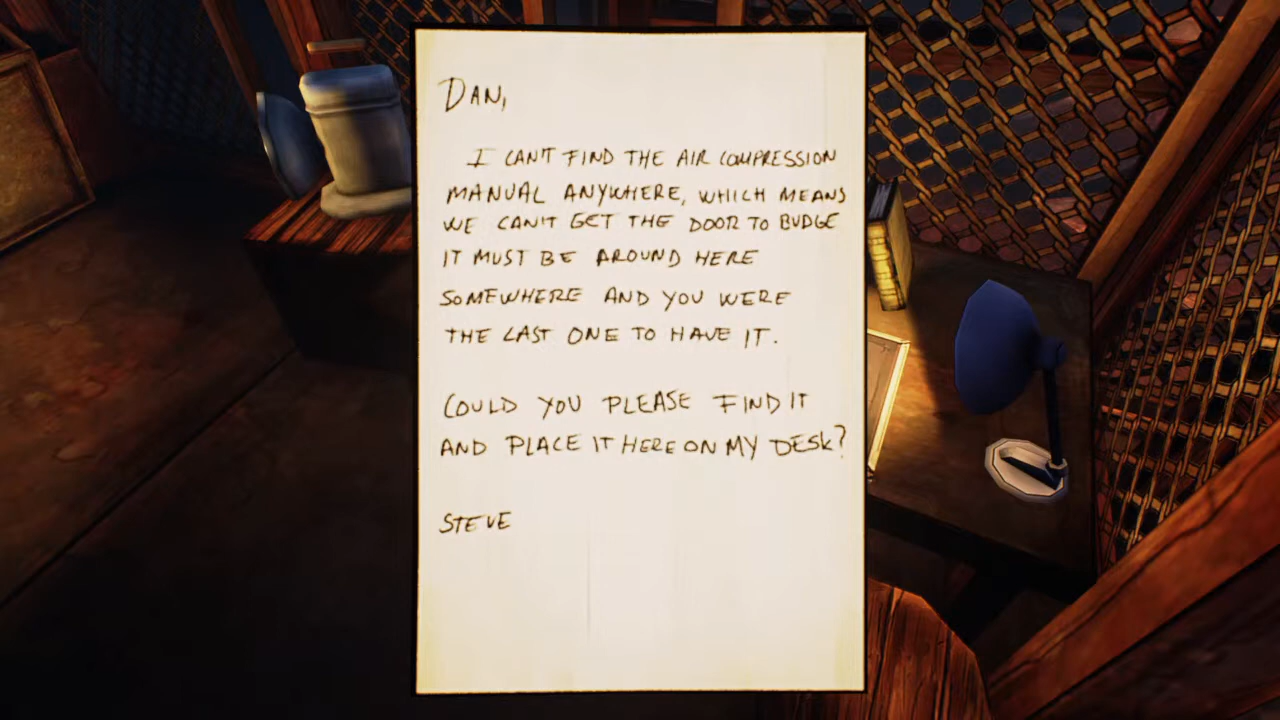 DAN,
I CAN'T FIND THE AIR COMPRESSION
MANUAL ANYWHERE, WHICH MEANS
WE CAN'T GET THE DOOR TO BUDGE
IT MUST BE AROUND HERE
SOMEWHERE AND YOU WERE
THE LAST ONE TO HAVE IT.
COULD YOU PLEASE FIND IT
AND PLACE IT HERE ON MY DESK?
STEVE